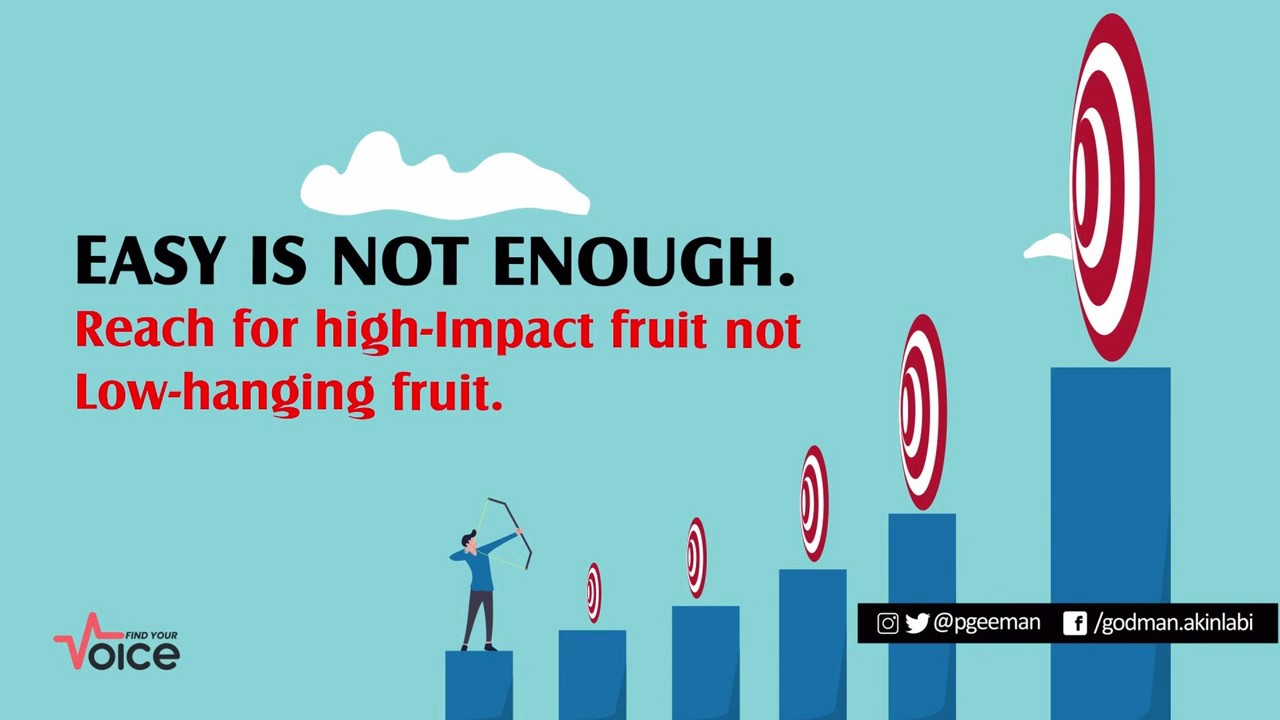 EASY IS NOT ENOUGH.
Reach for high-Impact fruit not
Low-hanging fruit.
FIND YOUR
Voice
@pgeeman /godman.akinlabi